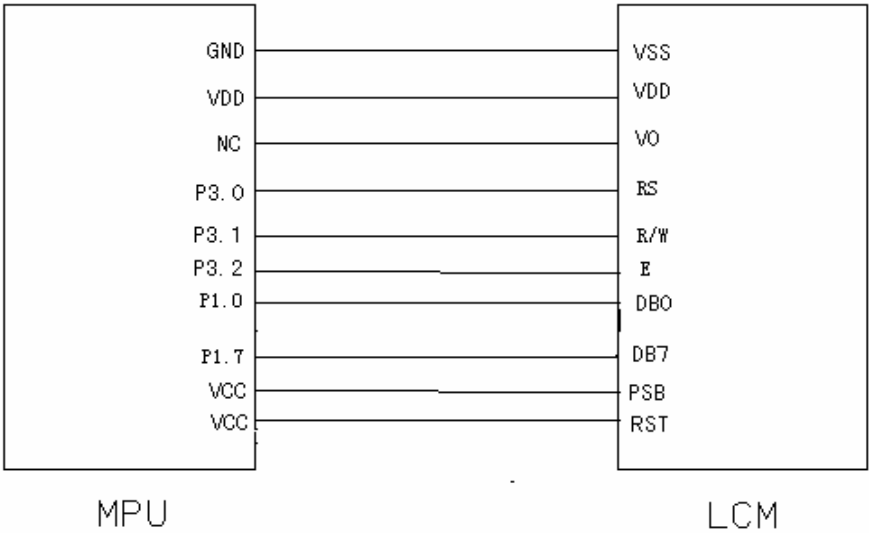 GND VSS
VDD VDD
NC VO
P3.0 RS
P3.1 R/W
P3.2 E
P1.0 DB0
P1.7 DB7
VCC PSB
VCC RST
MPU LCM